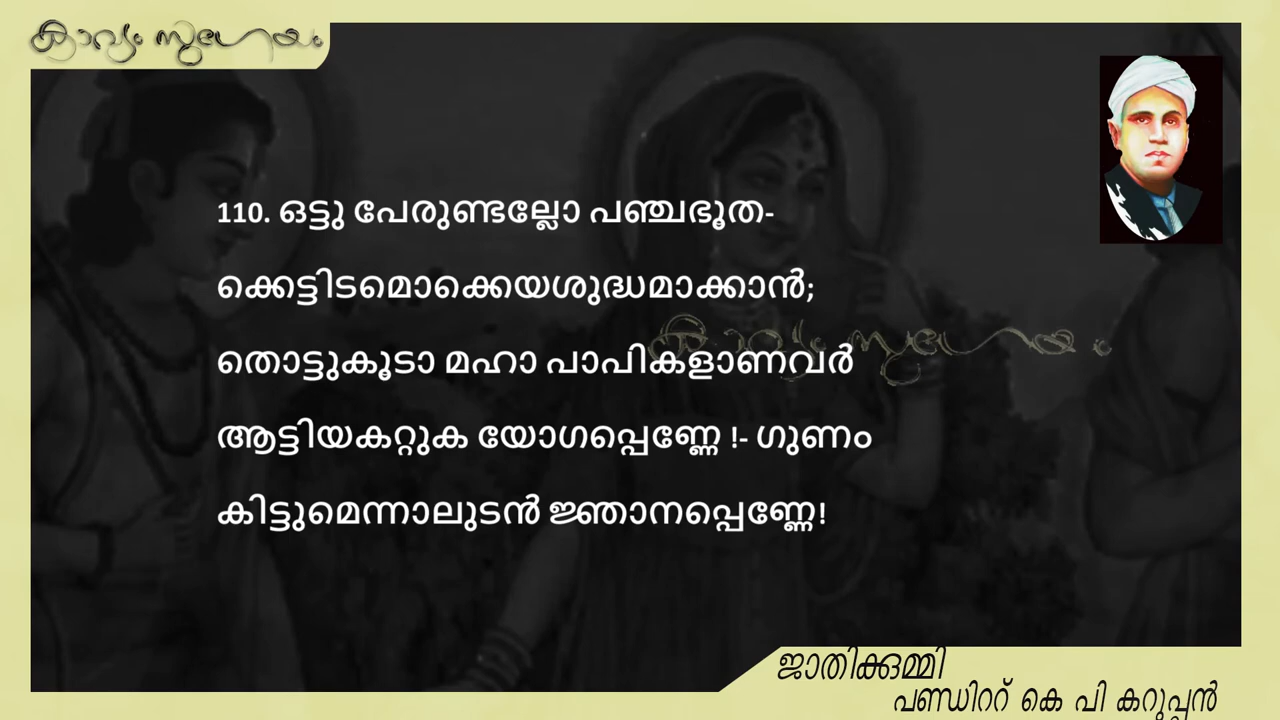 കാവ്യം സുഗേയം
110. ഒട്ടു പേരുണ്ടല്ലോ പഞ്ചഭൂത-
ക്കെട്ടിടമൊക്കെയശുദ്ധമാക്കാൻ;
കാവ്യം സുഗേയം
തൊട്ടുകൂടാ മഹാ പാപികളാണവർ
ആട്ടിയകറ്റുക യോഗപ്പെണ്ണേ !- ഗുണം
കിട്ടുമെന്നാലുടൻ ജ്ഞാനപ്പെണ്ണേ!
ജാതിക്കുമ്മി
പണ്ഡിററ് കെ പി കറുപ്പൻ